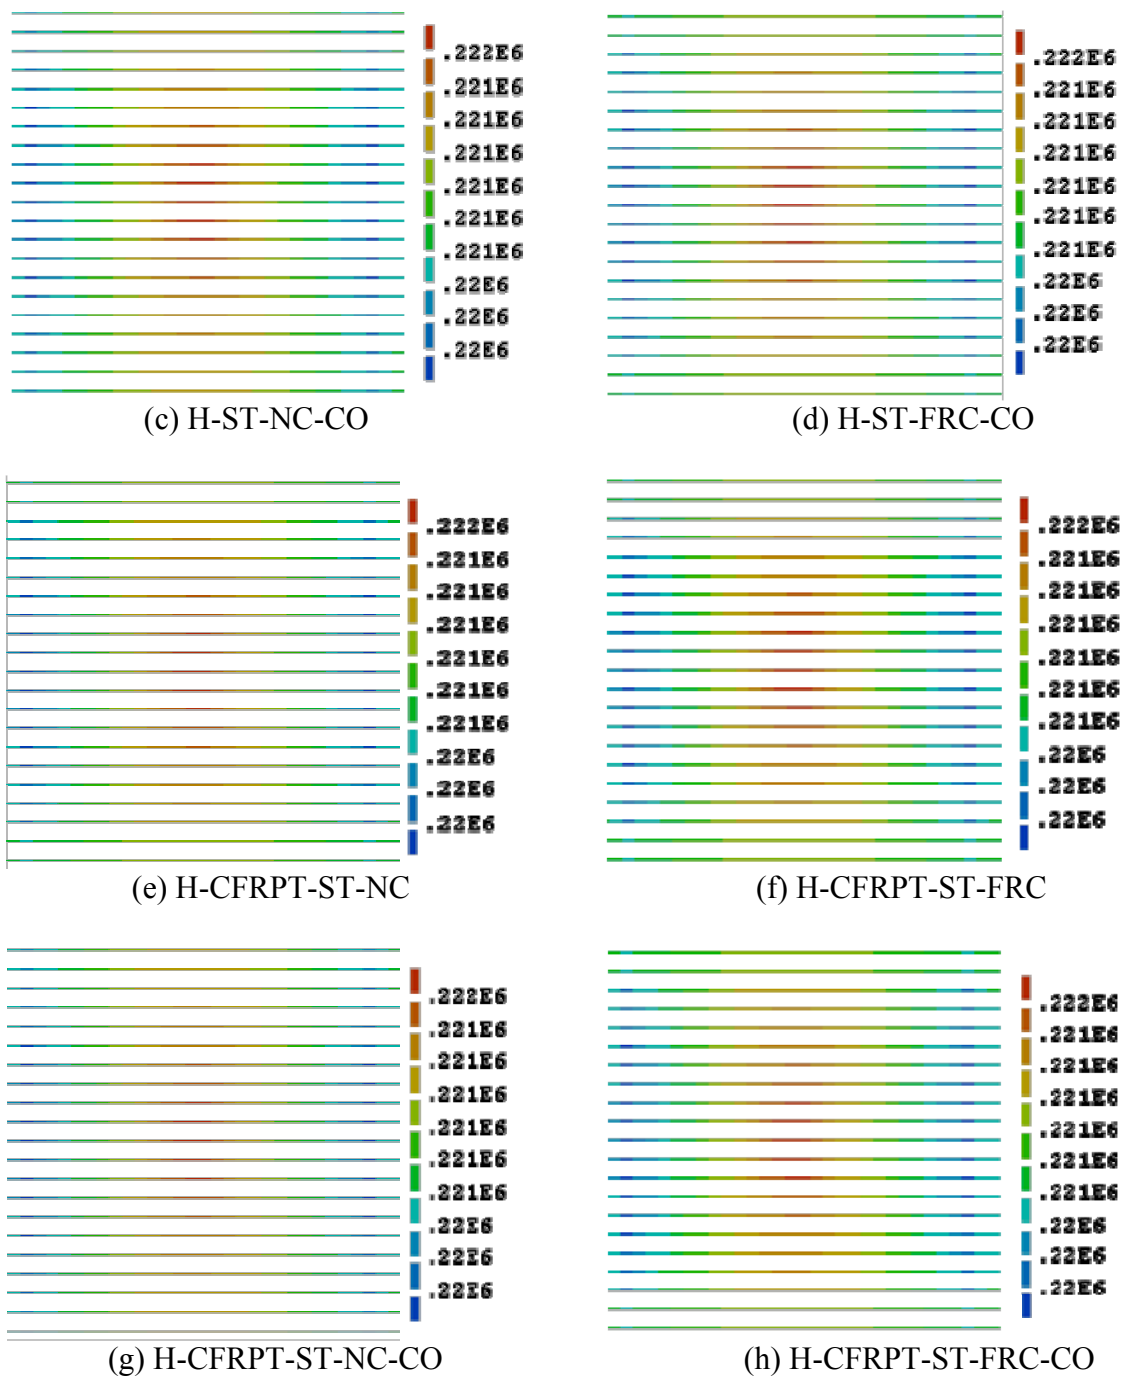 .222E6
.221E6
.221E6
.221E6
.221E6
.221E6
.221E6
.22E6
.22E6
.22E6
(c) H-ST-NC-CO
.222E6
.221E6
.221E6
.221E6
.221E6
.221E6
.221E6
.22E6
.22E6
.22E6
(d) H-ST-FRC-CO
.222E6
.221E6
.221E6
.221E6
.221E6
.221E6
.221E6
.22E6
.22E6
.22E6
(e) H-CFRPT-ST-NC
.222E6
.221E6
.221E6
.221E6
.221E6
.221E6
.221E6
.22E6
.22E6
.22E6
(f) H-CFRPT-ST-FRC
.222E6
.221E6
.221E6
.221E6
.221E6
.221E6
.221E6
.22E6
.22E6
.22E6
(g) H-CFRPT-ST-NC-CO
.222E6
.221E6
.221E6
.221E6
.221E6
.221E6
.221E6
.22E6
.22E6
.22E6
(h) H-CFRPT-ST-FRC-CO